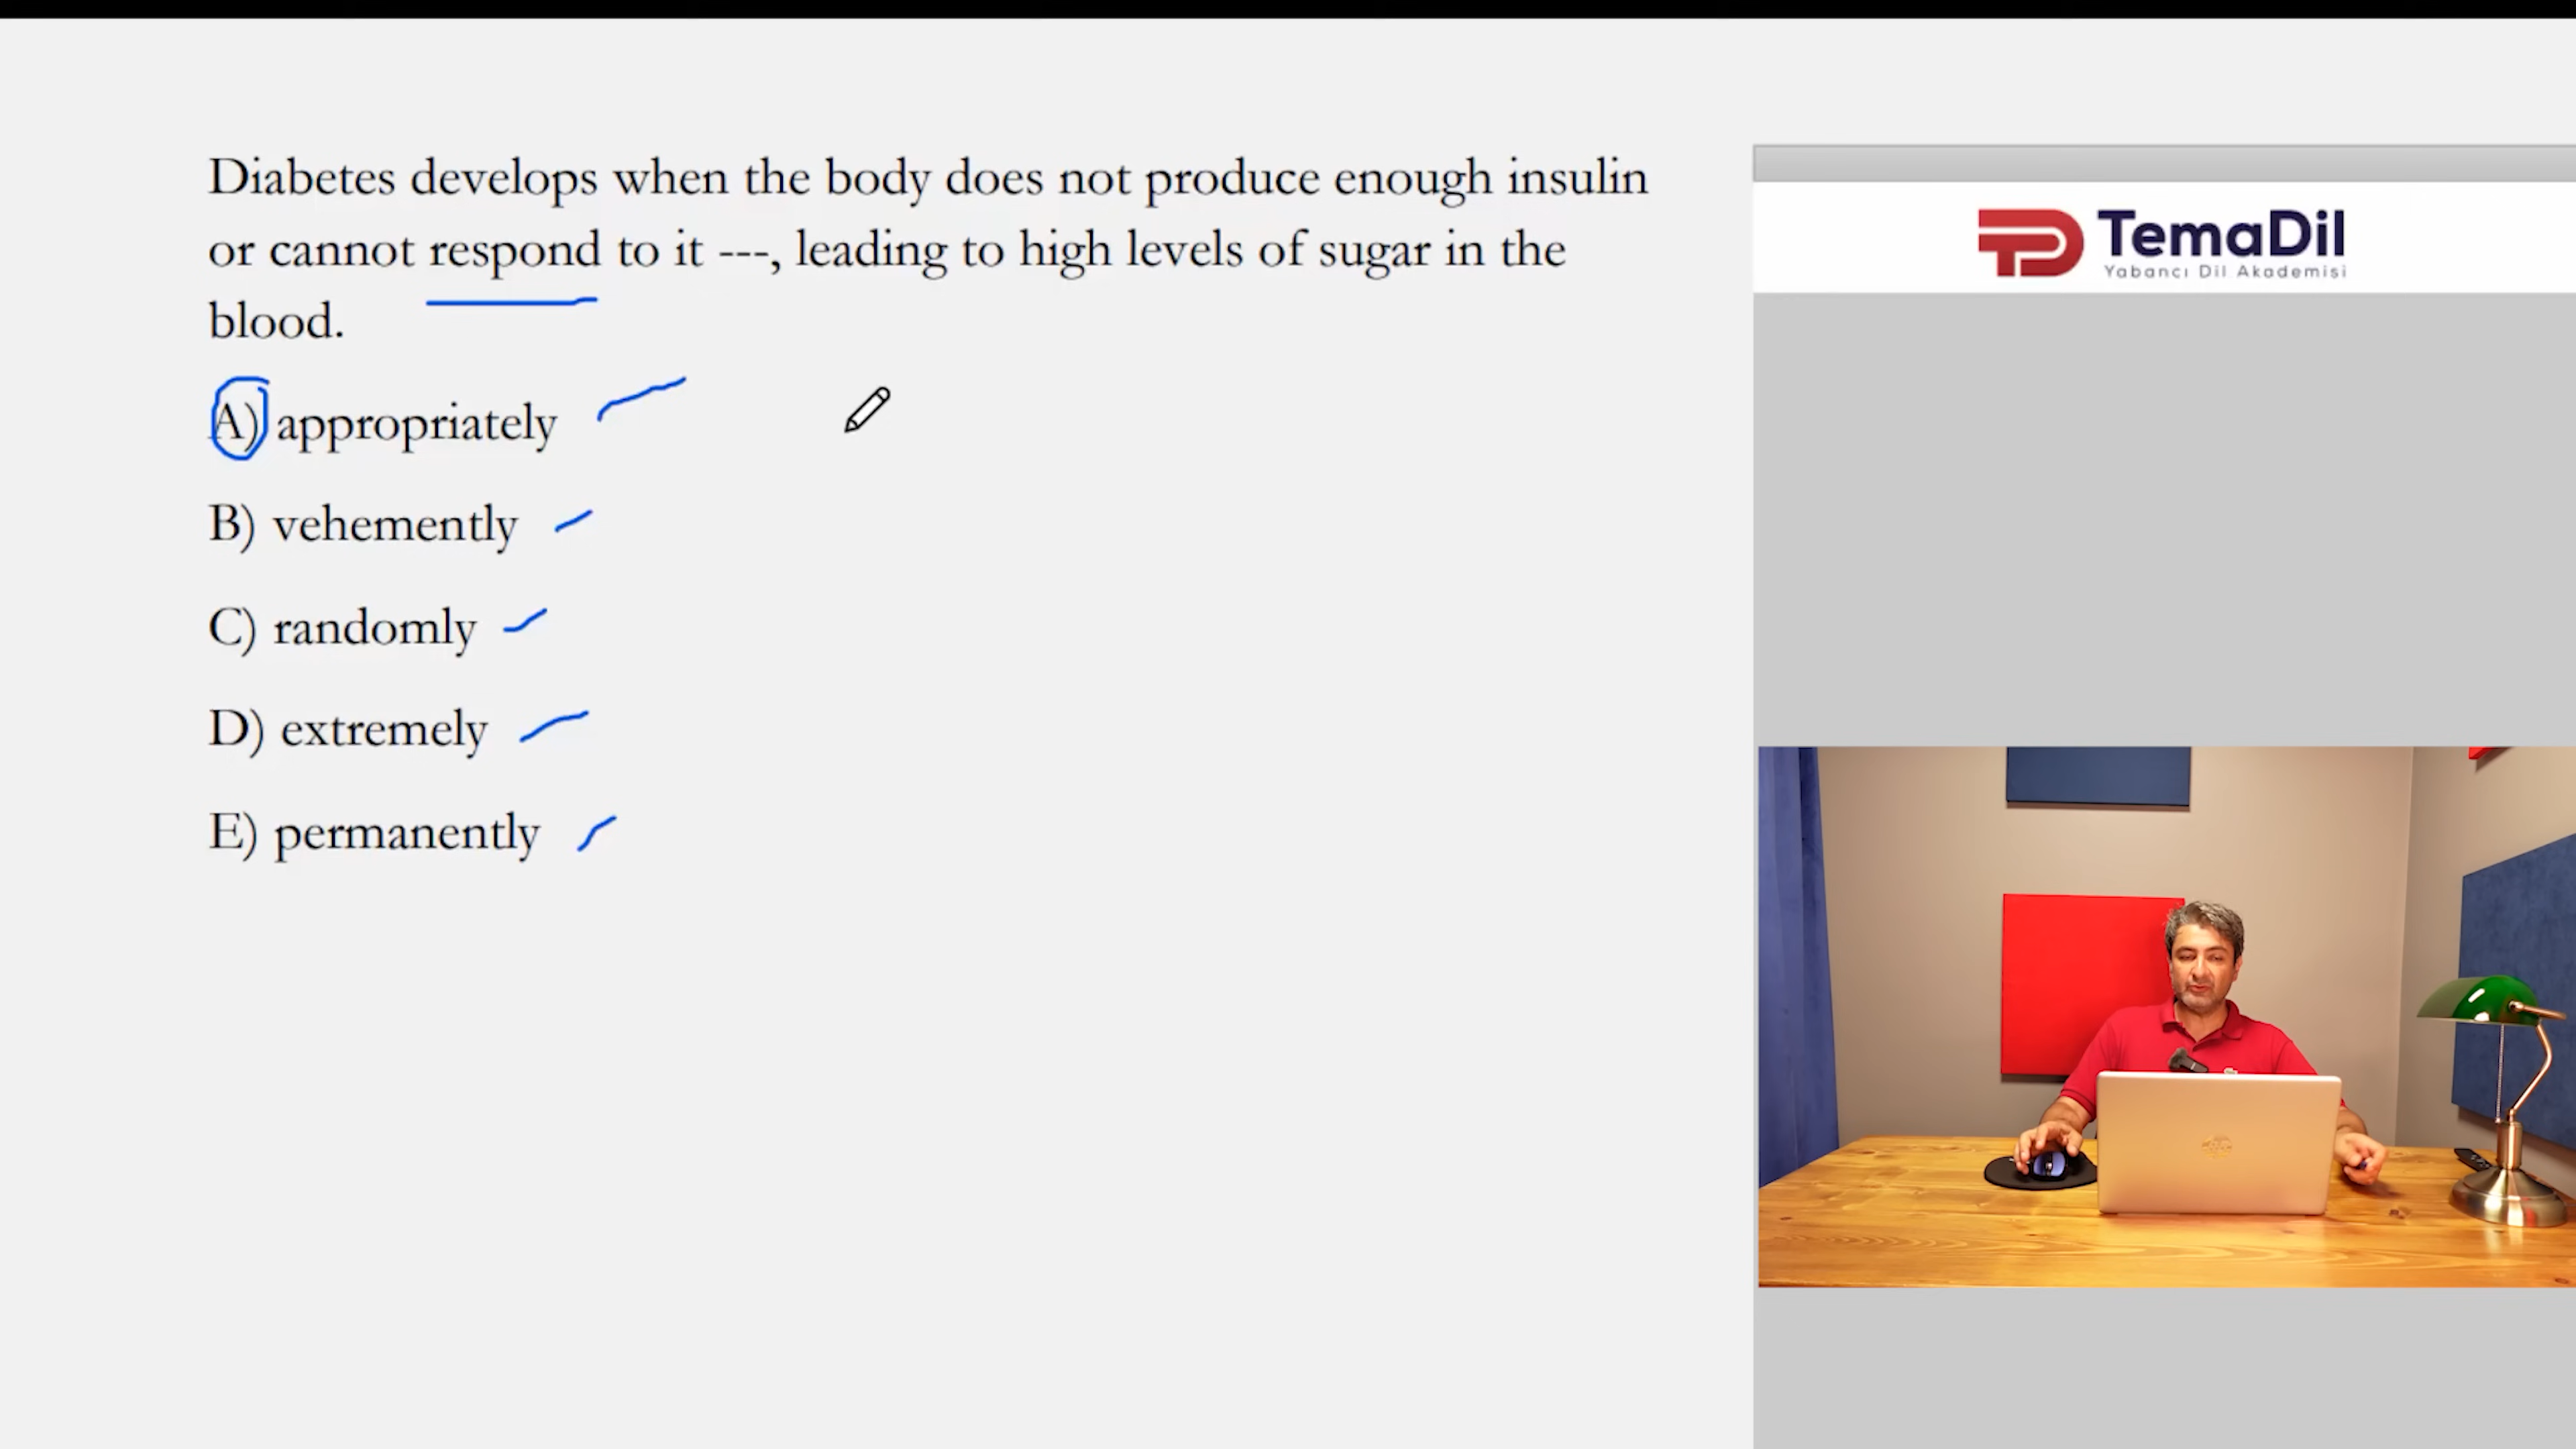 Diabetes develops when the body does not produce enough insulin
or cannot respond to it ---, leading to high levels of sugar in the
blood.
A) appropriately
B) vehemently
C) randomly
D) extremely
E) permanently
TemaDil
Yabancı Dil Akademisi